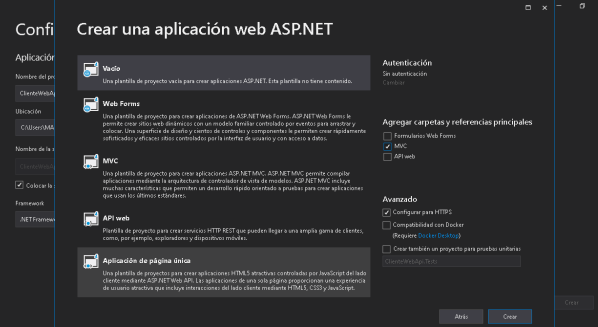 Crear una aplicación web ASP.NET
Confi
Aplicación
Nombre del pro
ClienteWebAp
Ubicación
C:\Users\MA
Nombre de la s
Colocar la
Framework
.NET Framew
Vacío
Una plantilla de proyecto vacía para crear aplicaciones ASP.NET. Esta plantilla no tiene contenido.
Web Forms
Una plantilla de proyecto para crear aplicaciones de ASP.NET Web Forms. ASP.NET Web Forms le
permite crear sitios web dinámicos con un modelo familiar controlado por eventos para arrastrar y
colocar. Una superficie de diseño y cientos de controles y componentes le permiten crear rápidamente
sofisticados y eficaces sitios controlados por la interfaz de usuario y con acceso a datos.
MVC
Una plantilla de proyecto para crear aplicaciones ASP.NET MVC. ASP.NET MVC permite compilar
aplicaciones mediante la arquitectura de controlador de vista de modelos. ASP.NET MVC incluye
muchas características que permiten un desarrollo rápido orientado a pruebas para crear aplicaciones
que usan los últimos estándares.
API web
Plantilla de proyecto para crear servicios HTTP REST que pueden llegar a una amplia gama de clientes,
como, por ejemplo, exploradores y dispositivos móviles.
Aplicación de página única
Una plantilla de proyectos para crear aplicaciones HTML5 atractivas controladas por JavaScript del lado
cliente mediante ASP.NET Web API. Las aplicaciones de una sola página proporcionan una experiencia
de usuario atractiva que incluye interacciones del lado cliente mediante HTML5, CSS3 y JavaScript.
Autenticación
Sin autenticación
Cambiar
Agregar carpetas y referencias principales
Formularios Web Forms
MVC
API web
Avanzado
Configurar para HTTPS
Compatibilidad con Docker
(Requiere Docker Desktop)
Crear también un proyecto para pruebas unitarias
ClienteWebApi.Tests
Atrás
Crear
Crear